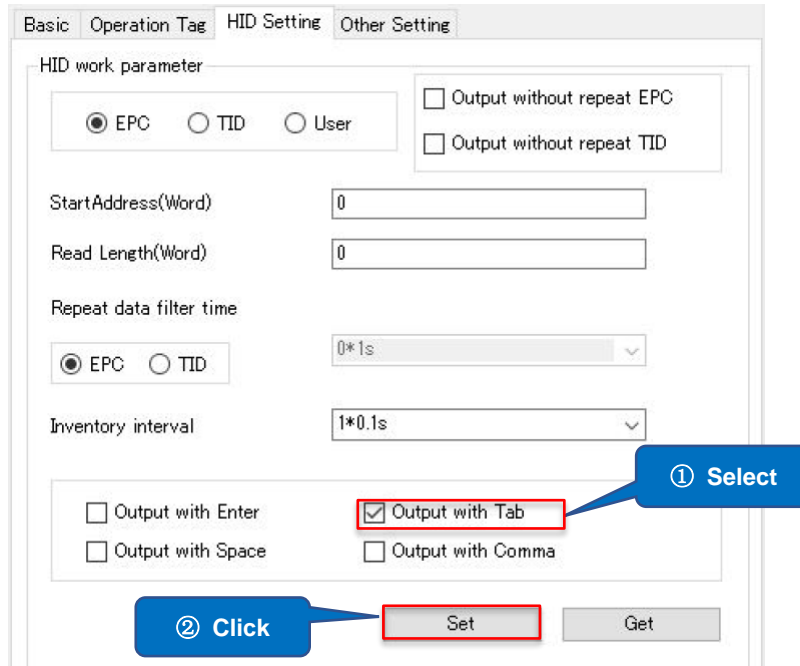 Basic Operation Tag HID Setting Other Setting
HID work parameter
EPC TID User
Output without repeat EPC
Output without repeat TID
StartAddress(Word) 0
Read Length(Word) 0
Repeat data filter time
EPC TID 0*1s
Inventory interval 1*0.1s
① Select
Output with Enter Output with Tab
Output with Space Output with Comma
② Click Set Get